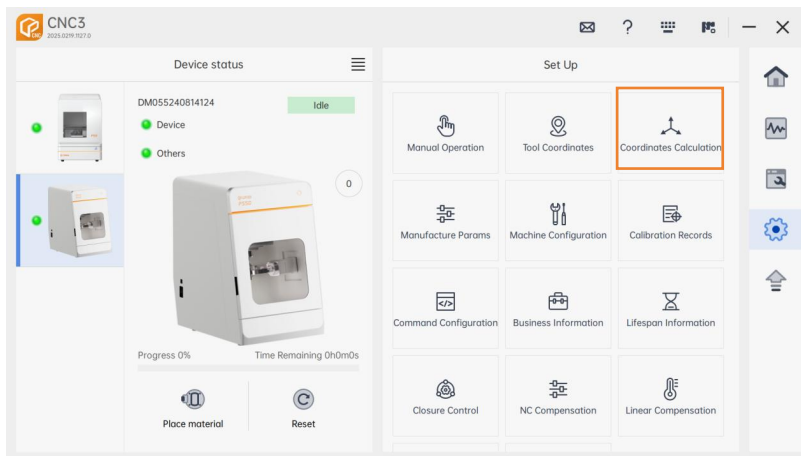 CNC3
2025.0219.1127.0
Device status
Set Up
DM055240814124
Idle
Device
Others
0
Progress 0%
Time Remaining 0h0m0s
Place material
Reset
Manual Operation
Tool Coordinates
Coordinates Calculation
Manufacture Params
Machine Configuration
Calibration Records
Command Configuration
Business Information
Lifespan Information
Closure Control
NC Compensation
Linear Compensation